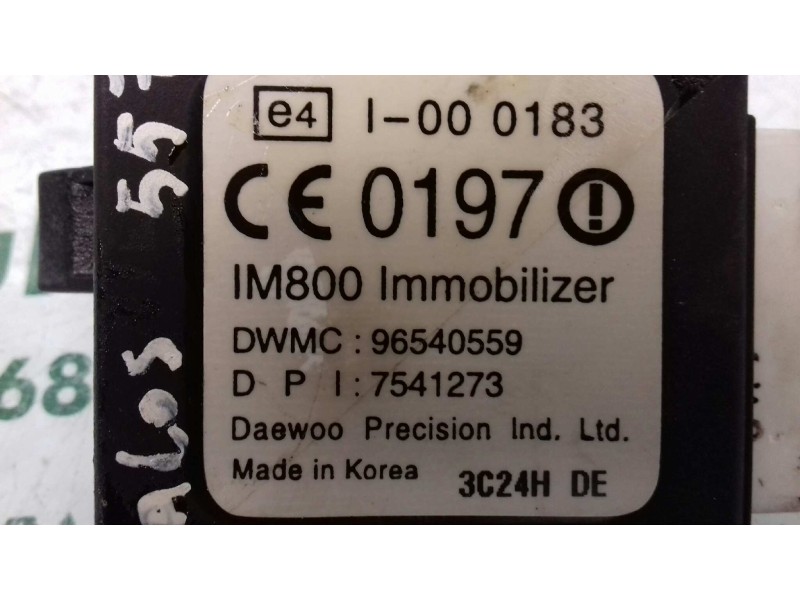 e4 I-00 0183
CE 0197
IM800 Immobilizer
DWMC : 96540559
D P I : 7541273
Daewoo Precision Ind. Ltd.
Made in Korea 3C24H DE
68